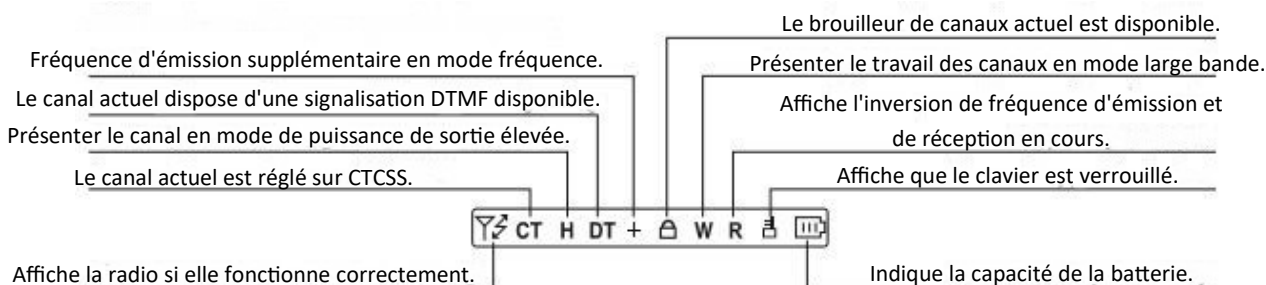 Le brouilleur de canaux actuel est disponible.
Fréquence d'émission supplémentaire en mode fréquence.
Présenter le travail des canaux en mode large bande.
Le canal actuel dispose d'une signalisation DTMF disponible.
Affiche l'inversion de fréquence d'émission et
de réception en cours.
Présenter le canal en mode de puissance de sortie élevée.
Le canal actuel est réglé sur CTCSS.
Affiche que le clavier est verrouillé.
CT H DT + W R
Affiche la radio si elle fonctionne correctement.
Indique la capacité de la batterie.